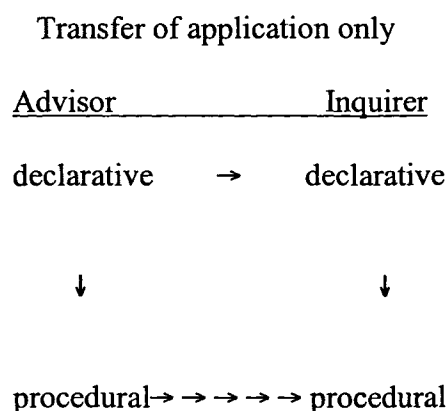 Transfer of application only
Advisor Inquirer
declarative → declarative
↓ ↓
procedural→ → → → → procedural